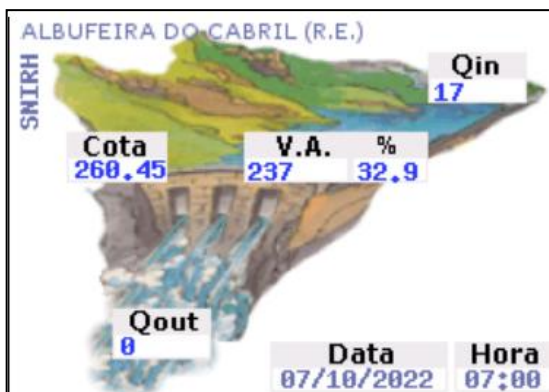 ALBUFEIRA DO CABRIL (R.E.)
SNIRH
Qin
17
Cota
260.45
V.A. %
237 32.9
Qout
0
Data Hora
07/10/2022 07:00